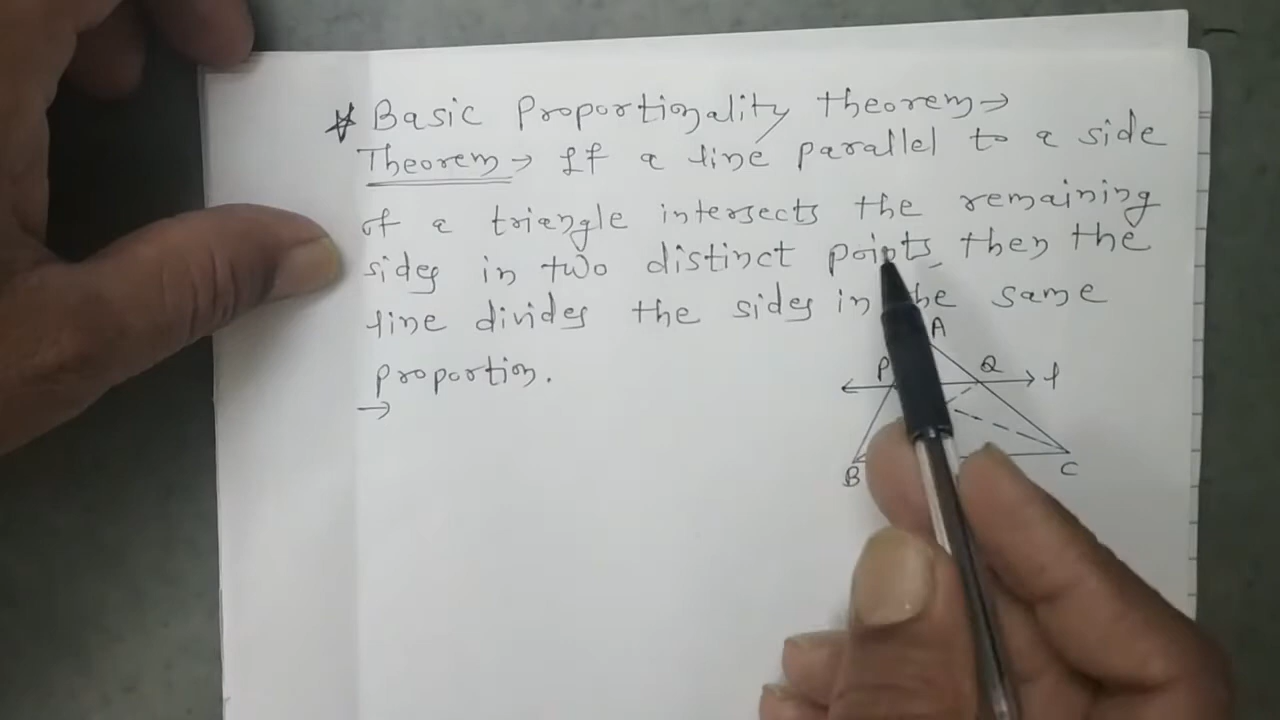 * Basic Proportionality theorem →
Theorem → If a line parallel to a side
of a triangle intersects the remaining
sides in two distinct points, then the
line divides the sides in the same
proportion.
→
A
P Q l
B C